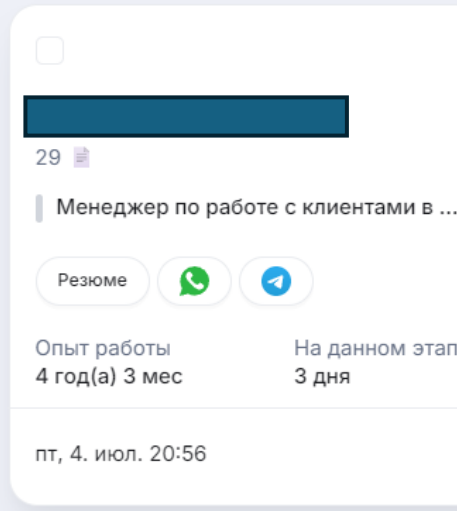 29
Менеджер по работе с клиентами в ...
Резюме
Опыт работы На данном этап
4 год(а) 3 мес 3 дня
пт, 4. июл. 20:56